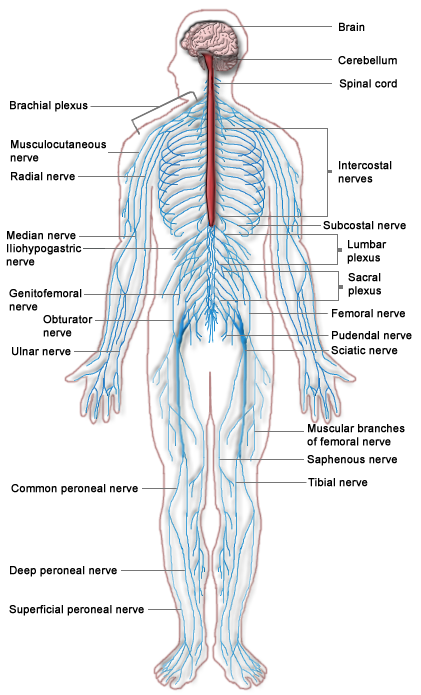 Brain
Cerebellum
Spinal cord
Brachial plexus
Musculocutaneous
nerve
Radial nerve
Intercostal
nerves
Subcostal nerve
Median nerve
Iliohypogastric
nerve
Lumbar
plexus
Sacral
plexus
Genitofemoral
nerve
Femoral nerve
Obturator
nerve
Pudendal nerve
Ulnar nerve
Sciatic nerve
Muscular branches
of femoral nerve
Saphenous nerve
Common peroneal nerve
Tibial nerve
Deep peroneal nerve
Superficial peroneal nerve